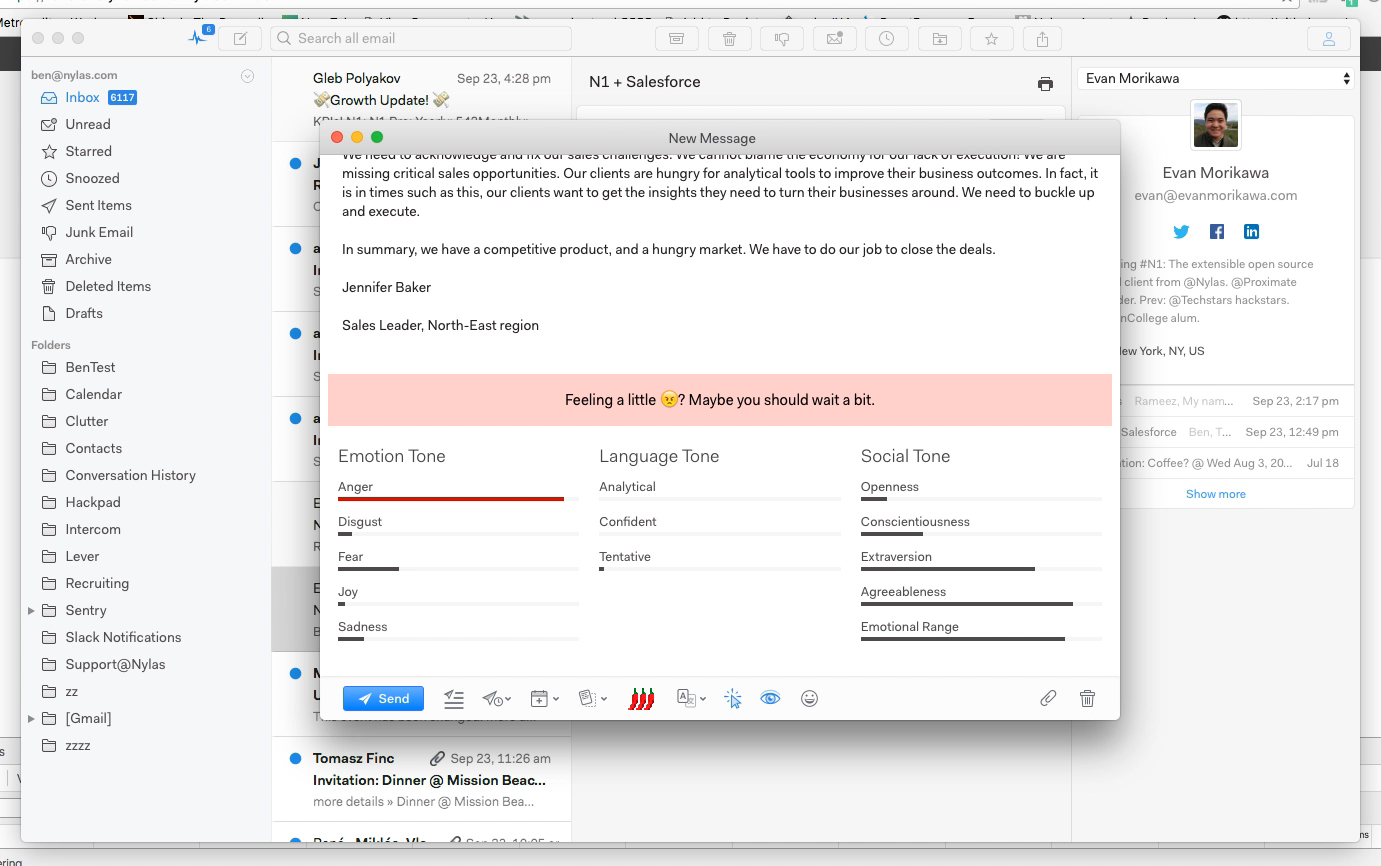 6
Search all email
ben@nylas.com
Inbox 6117
Unread
Starred
Snoozed
Sent Items
Junk Email
Archive
Deleted Items
Drafts
Folders
BenTest
Calendar
Clutter
Contacts
Conversation History
Hackpad
Intercom
Lever
Recruiting
Sentry
Slack Notifications
Support@Nylas
zz
[Gmail]
zzzz
Gleb Polyakov Sep 23, 4:28 pm
💸Growth Update! 💸
Tomasz Finc Sep 23, 11:26 am
Invitation: Dinner @ Mission Beac...
more details » Dinner @ Mission Bea...
N1 + Salesforce
New Message
We need to acknowledge and fix our sales challenges. We cannot blame the economy for our lack of execution! We are
missing critical sales opportunities. Our clients are hungry for analytical tools to improve their business outcomes. In fact, it
is in times such as this, our clients want to get the insights they need to turn their businesses around. We need to buckle up
and execute.
In summary, we have a competitive product, and a hungry market. We have to do our job to close the deals.
Jennifer Baker
Sales Leader, North-East region
Feeling a little 😠? Maybe you should wait a bit.
Emotion Tone
Anger
Disgust
Fear
Joy
Sadness
Language Tone
Analytical
Confident
Tentative
Social Tone
Openness
Conscientiousness
Extraversion
Agreeableness
Emotional Range
Send
Evan Morikawa
Evan Morikawa
evan@evanmorikawa.com
ing #N1: The extensible open source
client from @Nylas. @Proximate
der. Prev: @Techstars hackstars.
nCollege alum.
ew York, NY, US
Rameez, My nam... Sep 23, 2:17 pm
Salesforce Ben, T... Sep 23, 12:49 pm
tion: Coffee? @ Wed Aug 3, 20... Jul 18
Show more